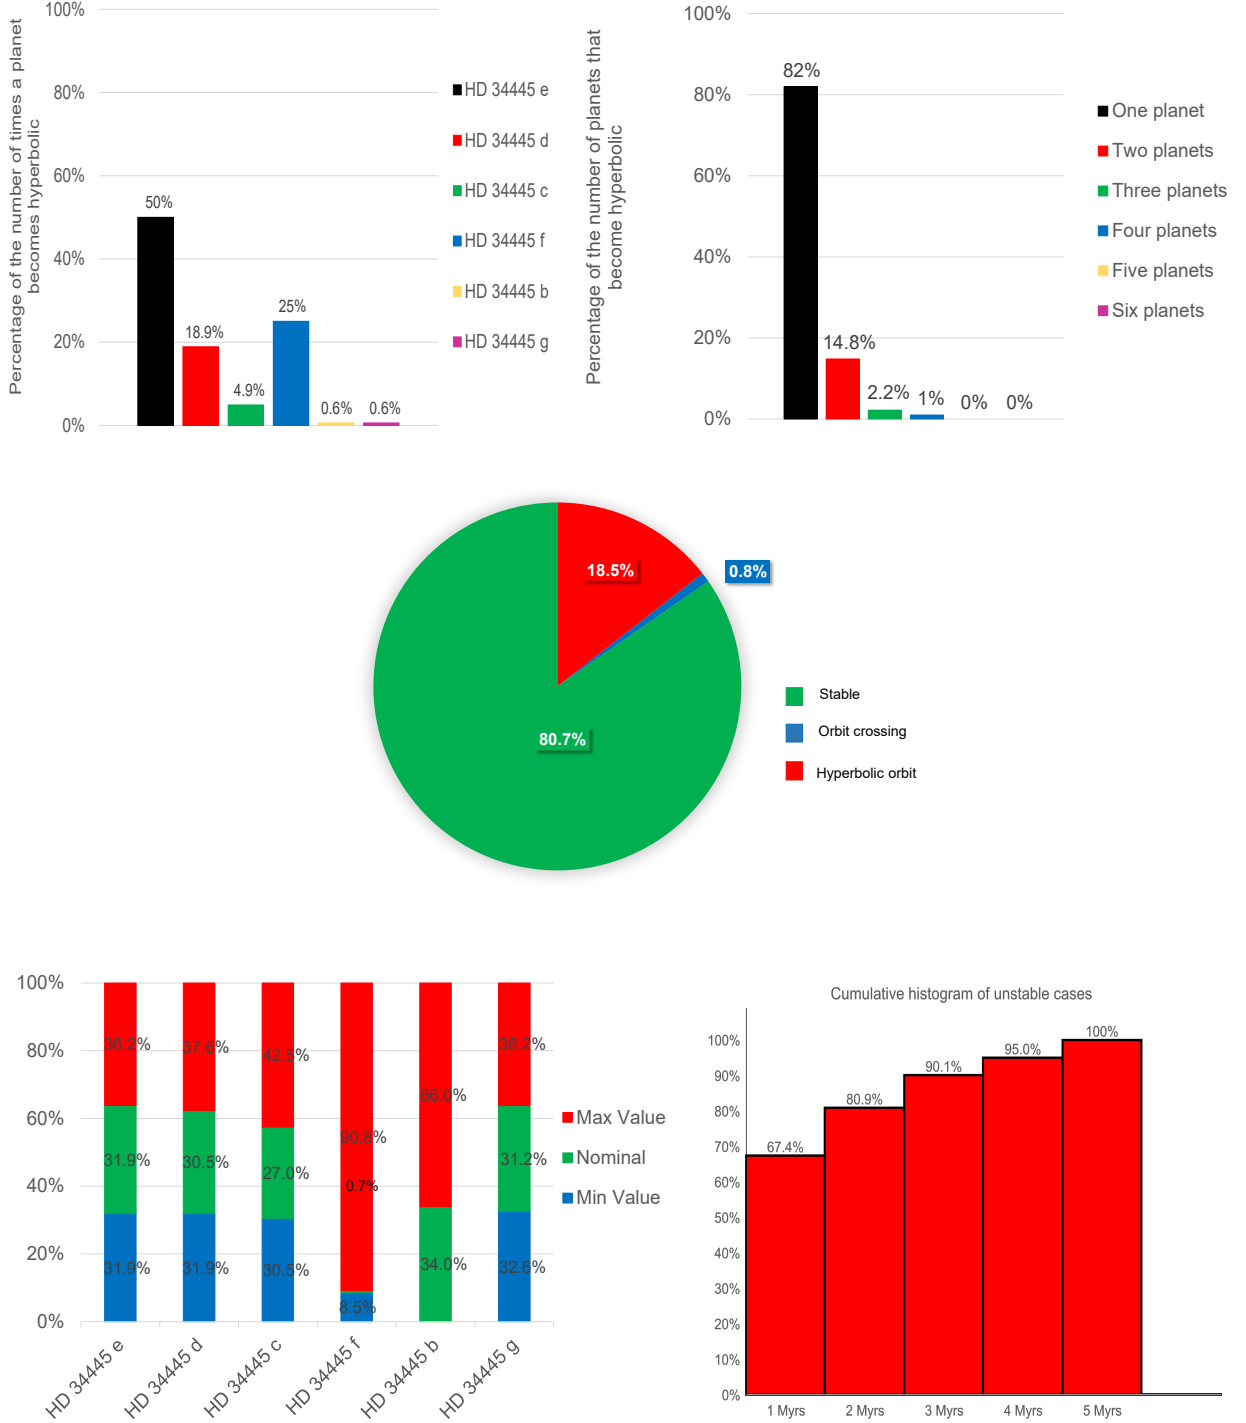 Percentage of the number of times a planet
becomes hyperbolic
100%
80%
60%
40%
20%
0%
50%
18.9%
4.9%
25%
0.6%
0.6%
HD 34445 e
HD 34445 d
HD 34445 c
HD 34445 f
HD 34445 b
HD 34445 g
Percentage of the number of planets that
become hyperbolic
100%
80%
60%
40%
20%
0%
82%
14.8%
2.2%
1%
0%
0%
One planet
Two planets
Three planets
Four planets
Five planets
Six planets
18.5%
0.8%
80.7%
Stable
Orbit crossing
Hyperbolic orbit
100%
80%
60%
40%
20%
0%
36.2%
37.6%
42.5%
90.8%
66.0%
36.2%
31.9%
30.5%
27.0%
0.7%
34.0%
31.2%
31.9%
31.9%
30.5%
8.5%
32.6%
HD 34445 e
HD 34445 d
HD 34445 c
HD 34445 f
HD 34445 b
HD 34445 g
Max Value
Nominal
Min Value
Cumulative histogram of unstable cases
100%
90%
80%
70%
60%
50%
40%
30%
20%
10%
0%
67.4%
80.9%
90.1%
95.0%
100%
1 Myrs
2 Myrs
3 Myrs
4 Myrs
5 Myrs